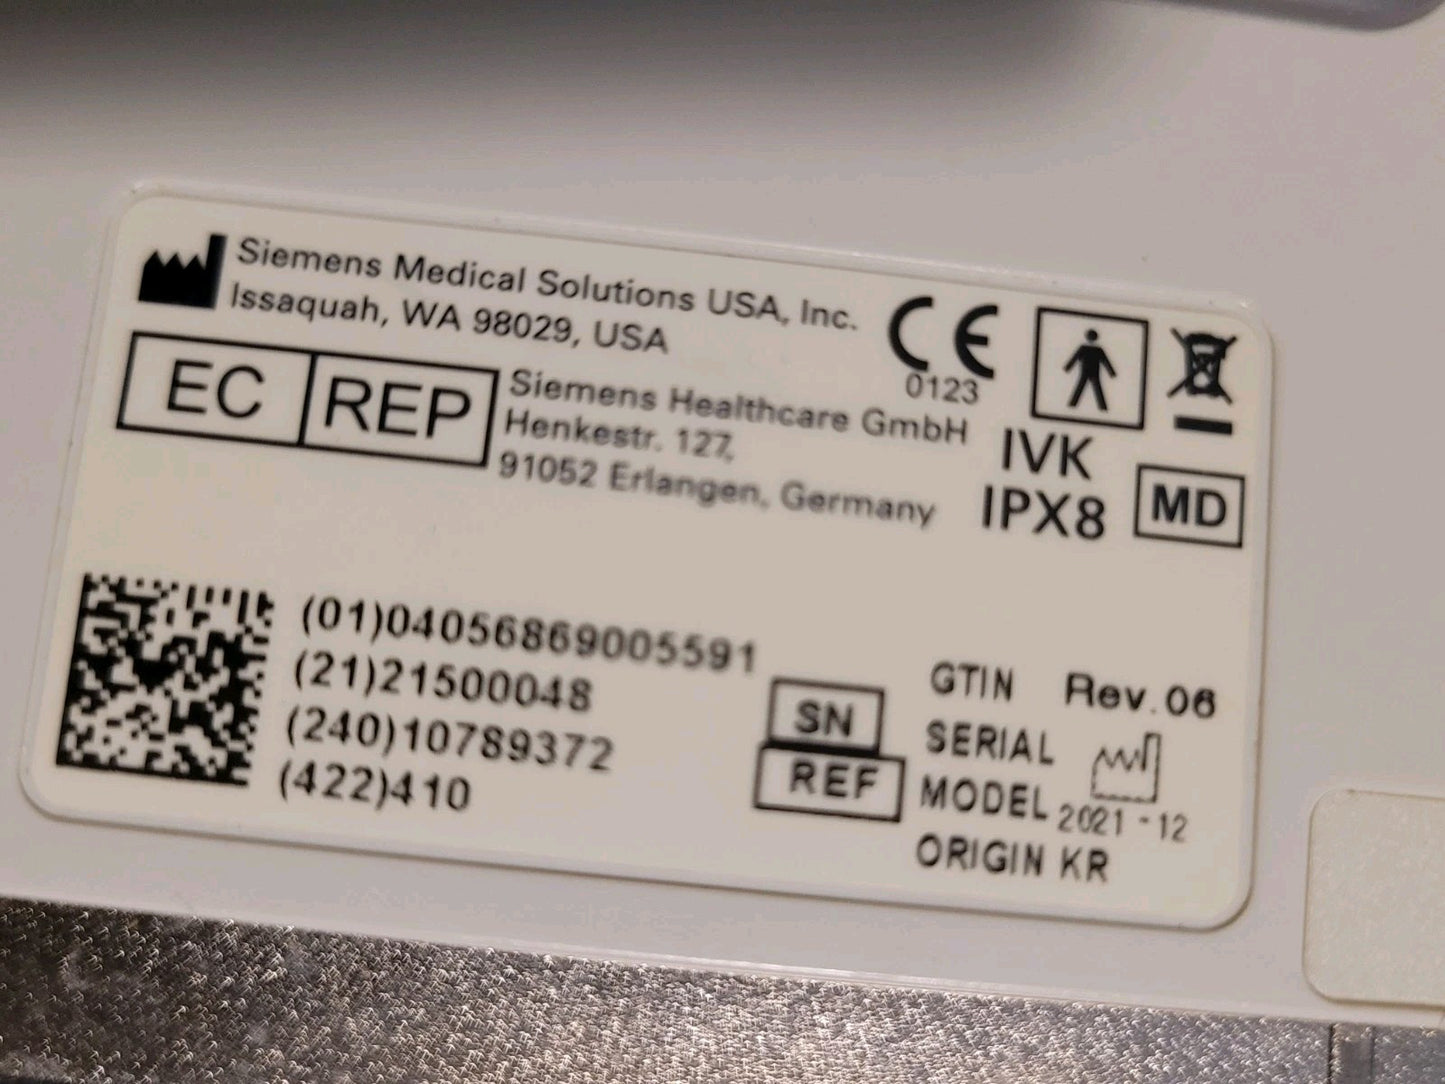 Siemens Medical Solutions USA, Inc.
Issaquah, WA 98029, USA
CE
0123
EC REP
Siemens Healthcare GmbH
Henkestr. 127,
91052 Erlangen, Germany
IVK
IPX8
MD
(01)04056869005591
(21)21500048
(240)10789372
(422)410
SN
REF
GTIN Rev.06
SERIAL
MODEL 2021-12
ORIGIN KR